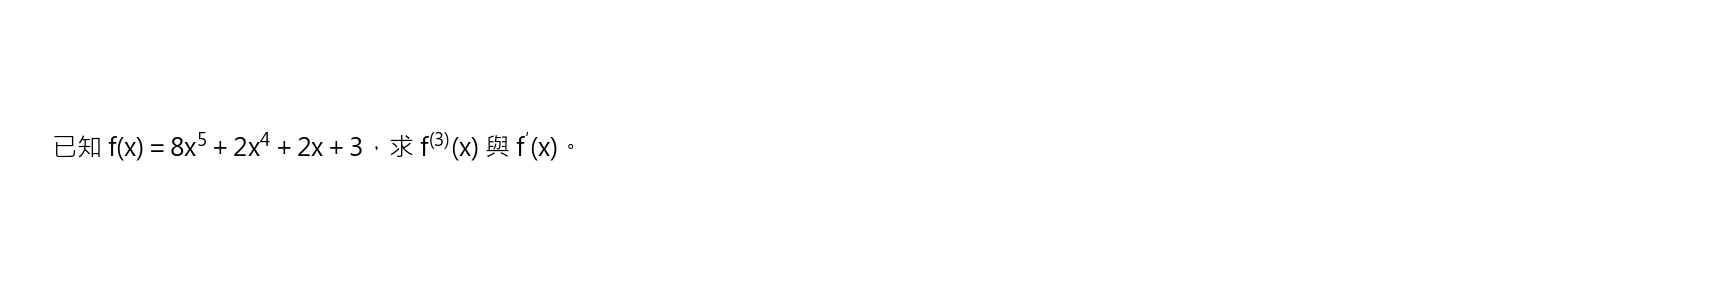 已知 f(x) = 8x⁵ + 2x⁴ + 2x + 3，求 f⁽³⁾(x) 與 f′(x)。